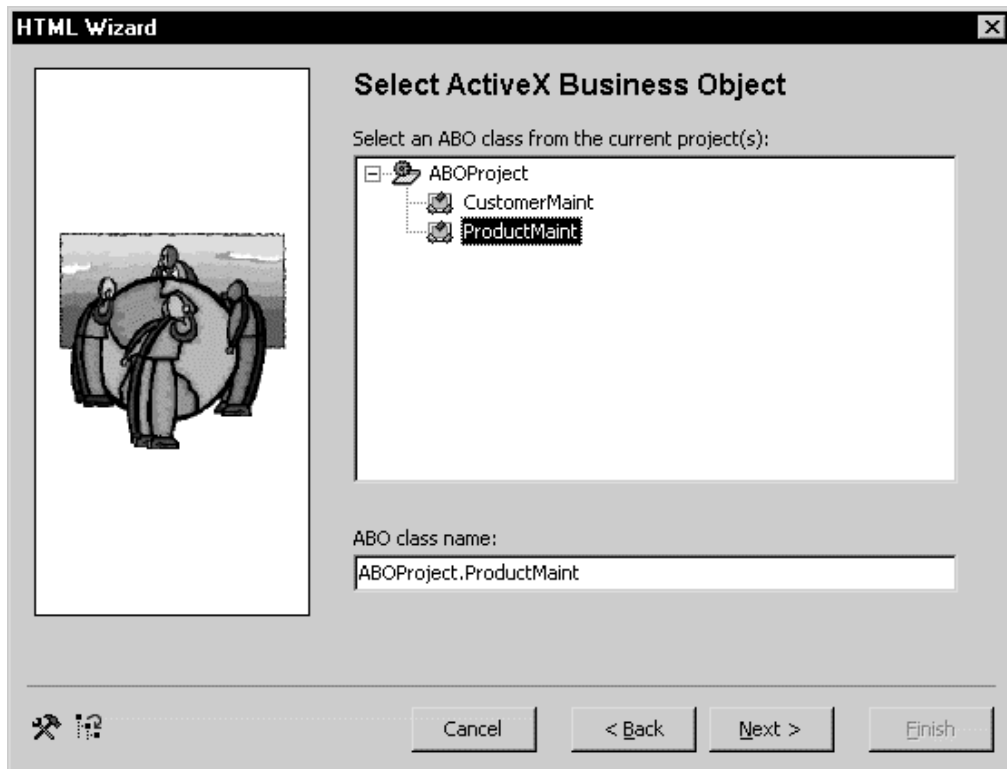 HTML Wizard
Select ActiveX Business Object
Select an ABO class from the current project(s):
ABOProject
CustomerMaint
ProductMaint
ABO class name:
ABOProject.ProductMaint
Cancel
< Back
Next >
Finish